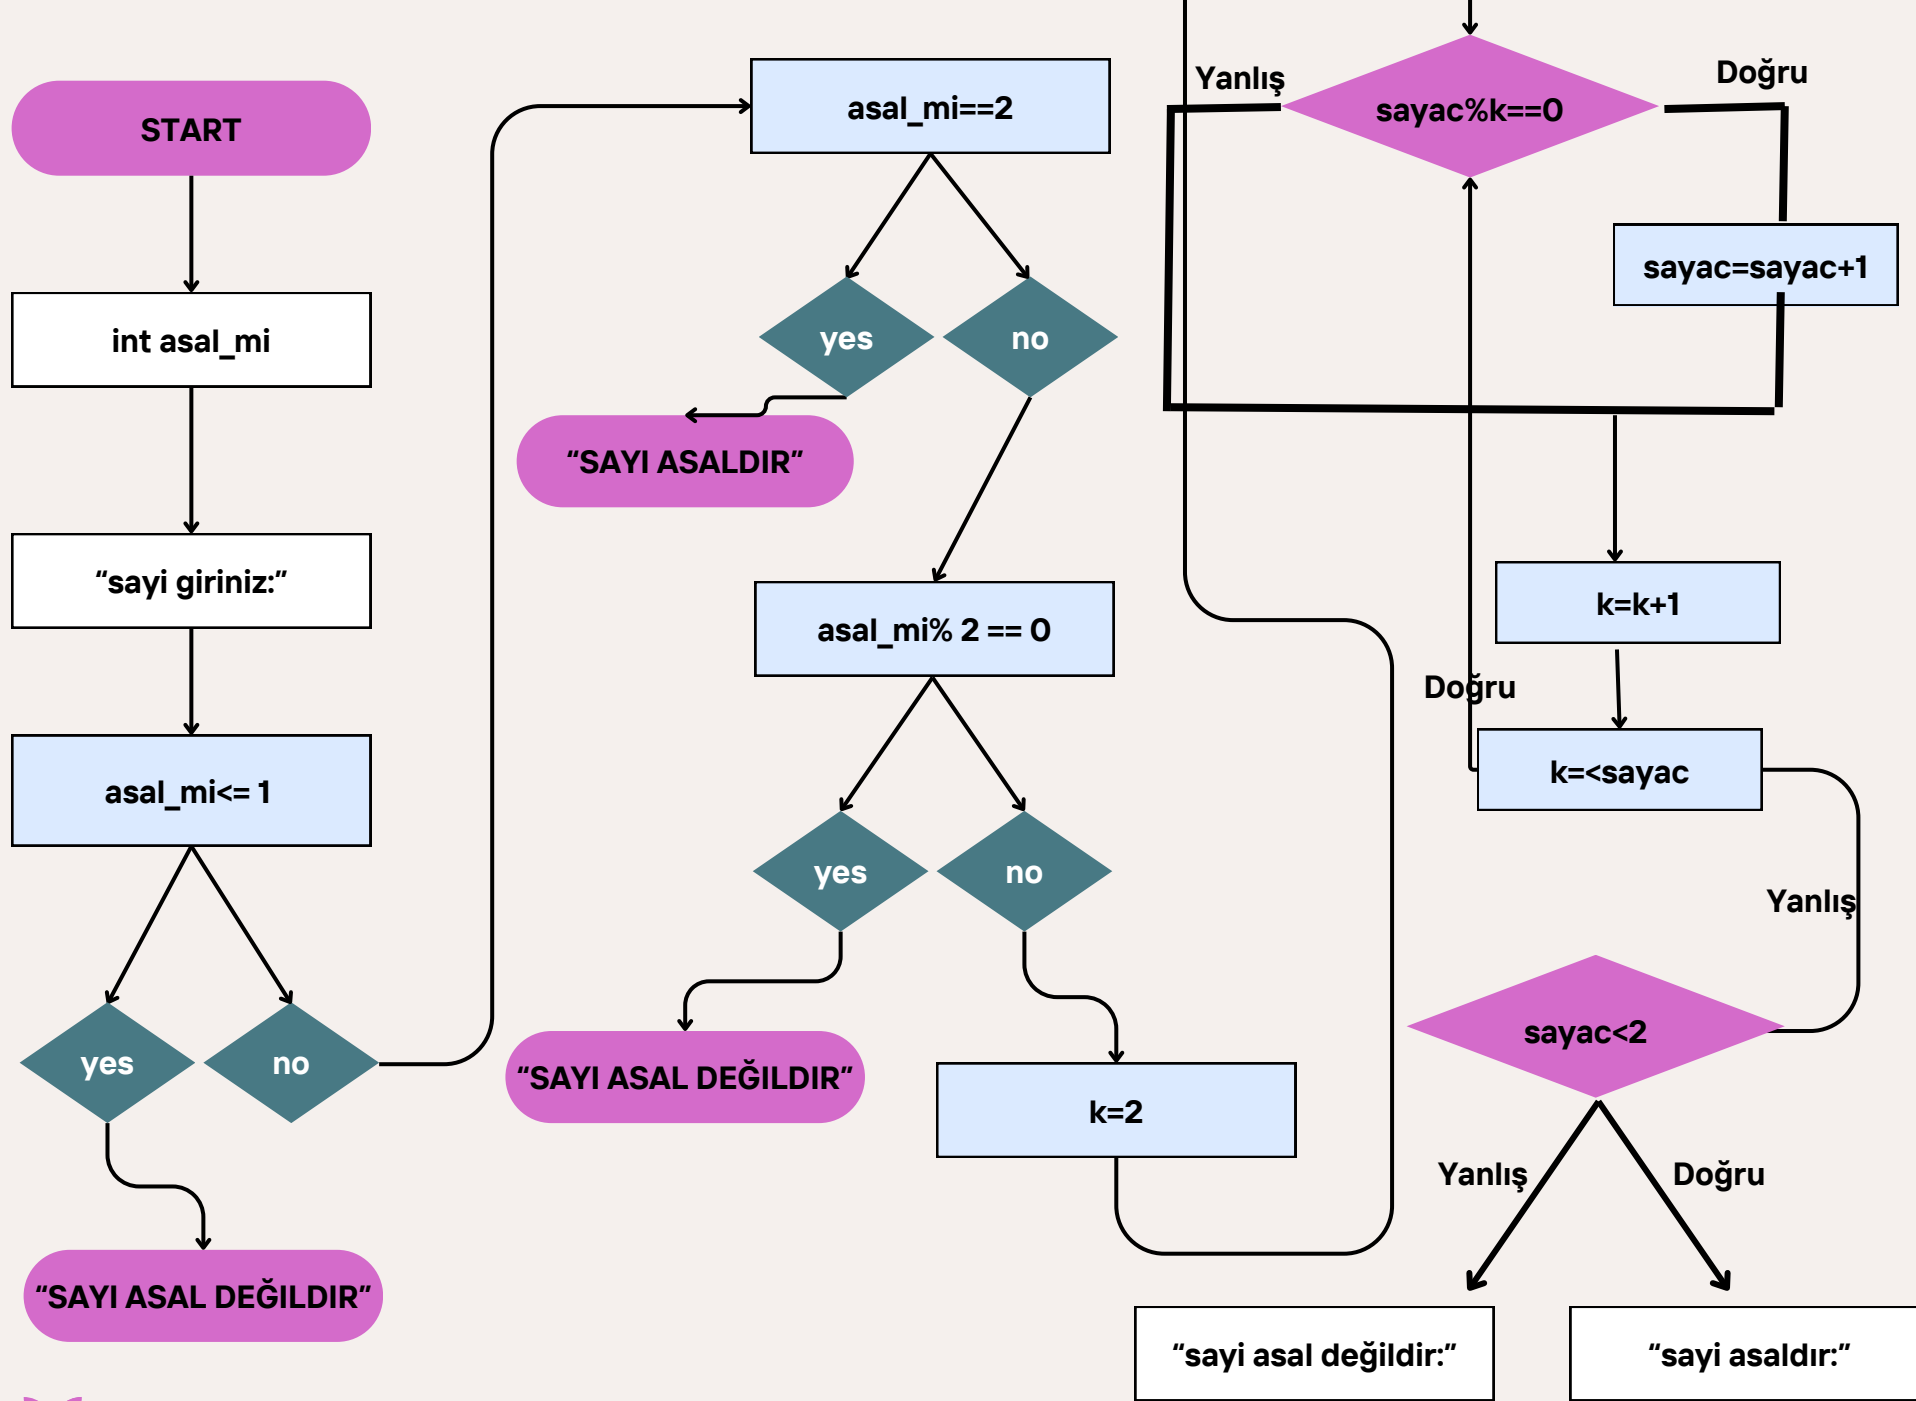 START
int asal_mi
“sayi giriniz:”
asal_mi<= 1
yes
no
“SAYI ASAL DEĞILDIR”
asal_mi==2
yes
no
“SAYI ASALDIR”
asal_mi% 2 == 0
yes
no
“SAYI ASAL DEĞILDIR”
k=2
Yanlış
sayac%k==0
Doğru
sayac=sayac+1
k=k+1
Doğru
k=<sayac
Yanlış
sayac<2
Yanlış
Doğru
“sayi asal değildir:”
“sayi asaldır:”